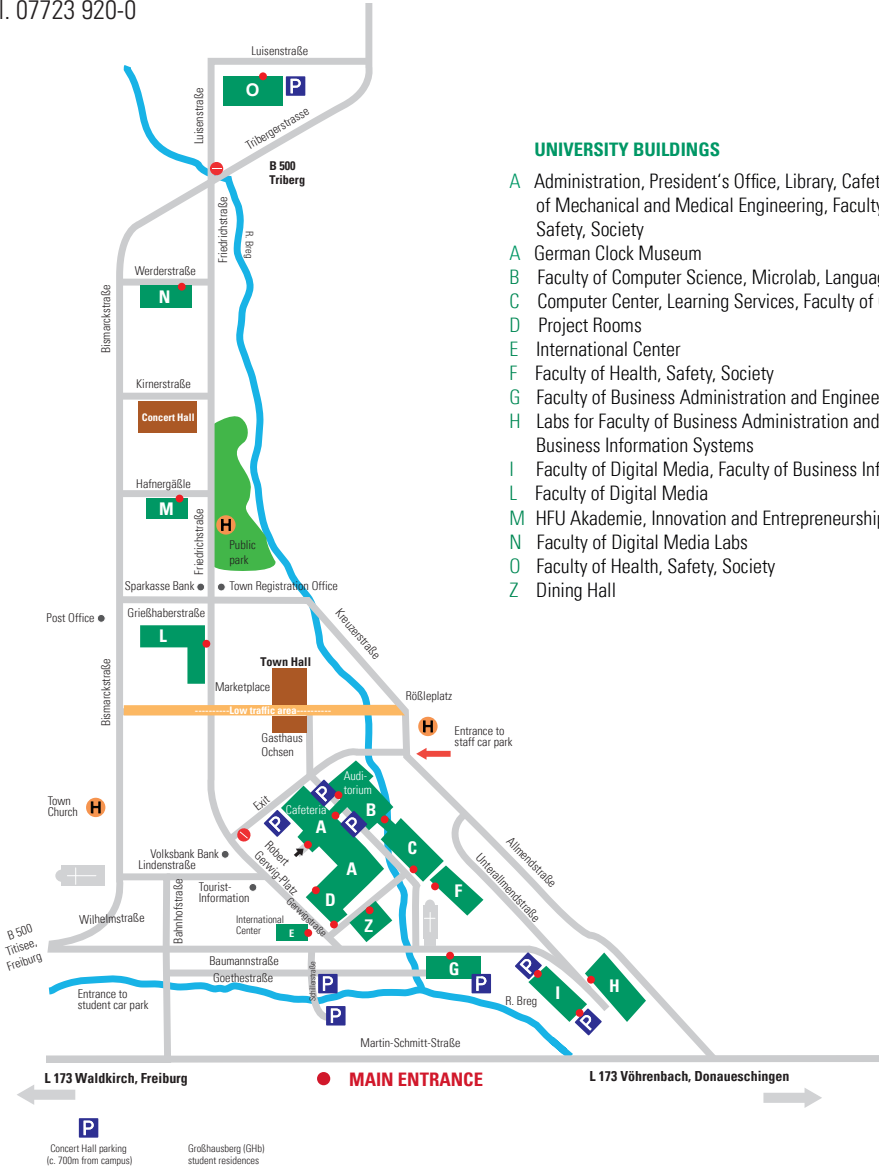 l. 07723 920-0
Luisenstraße
O
P
Luisenstraße
Tribergerstrasse
B 500
Triberg
Friedrichstraße
R. Breg
Werderstraße
N
Bismarckstraße
Kirnerstraße
Concert Hall
Hafnergäßle
M
H
Public
park
Friedrichstraße
Sparkasse Bank
Town Registration Office
Post Office
Grießhaberstraße
L
Kreuzerstraße
Town Hall
Marketplace
Bismarckstraße
Rößleplatz
----------Low traffic area----------
H
Entrance to
staff car park
Gasthaus
Ochsen
Town
Church
H
Exit
P
P
Audi-
torium
Cafeteria
A
B
P
C
Robert
Gerwig-Platz
A
F
Allmendstraße
Unterallmendstraße
Volksbank Bank
Lindenstraße
Tourist-
Information
D
Gerwigstraße
Z
Wilhelmstraße
Bahnhofstraße
International
Center
E
B 500
Titisee,
Freiburg
Baumannstraße
Goethestraße
Schillerstraße
G
P
P
P
P
I
H
P
R. Breg
Entrance to
student car park
Martin-Schmitt-Straße
L 173 Waldkirch, Freiburg
MAIN ENTRANCE
L 173 Vöhrenbach, Donaueschingen
P
Concert Hall parking
(c. 700m from campus)
Großhausberg (GHb)
student residences
UNIVERSITY BUILDINGS
A Administration, President's Office, Library, Cafet
of Mechanical and Medical Engineering, Faculty
Safety, Society
A German Clock Museum
B Faculty of Computer Science, Microlab, Langua
C Computer Center, Learning Services, Faculty of
D Project Rooms
E International Center
F Faculty of Health, Safety, Society
G Faculty of Business Administration and Enginee
H Labs for Faculty of Business Administration and
Business Information Systems
I Faculty of Digital Media, Faculty of Business Inf
L Faculty of Digital Media
M HFU Akademie, Innovation and Entrepreneurship
N Faculty of Digital Media Labs
O Faculty of Health, Safety, Society
Z Dining Hall